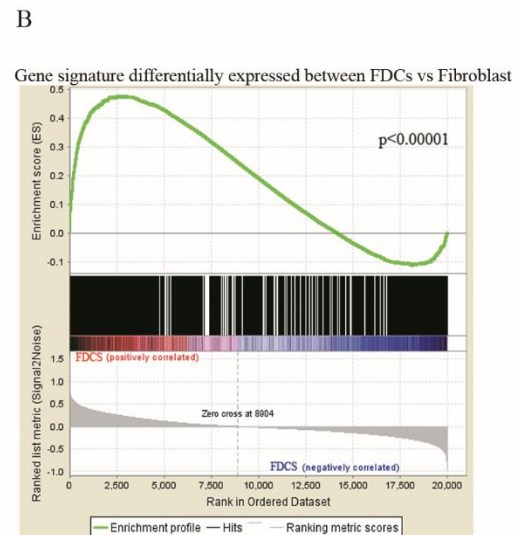 B
Gene signature differentially expressed between FDCs vs Fibroblast
Enrichment score (ES)
0.5
0.4
0.3
0.2
0.1
0.0
-0.1
p<0.00001
FDCS (positively correlated)
Ranked list metric (Signal2Noise)
1.5
1.0
0.5
0.0
-0.5
-1.0
Zero cross at 8904
FDCS (negatively correlated)
0 2,500 5,000 7,500 10,000 12,500 15,000 17,500 20,000
Rank in Ordered Dataset
Enrichment profile Hits Ranking metric scores